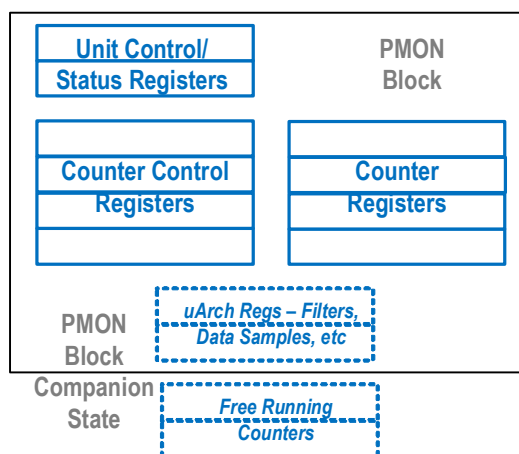 Unit Control/
Status Registers
PMON
Block
Counter Control
Registers
Counter
Registers
uArch Regs – Filters,
Data Samples, etc
PMON
Block
Companion
State
Free Running
Counters